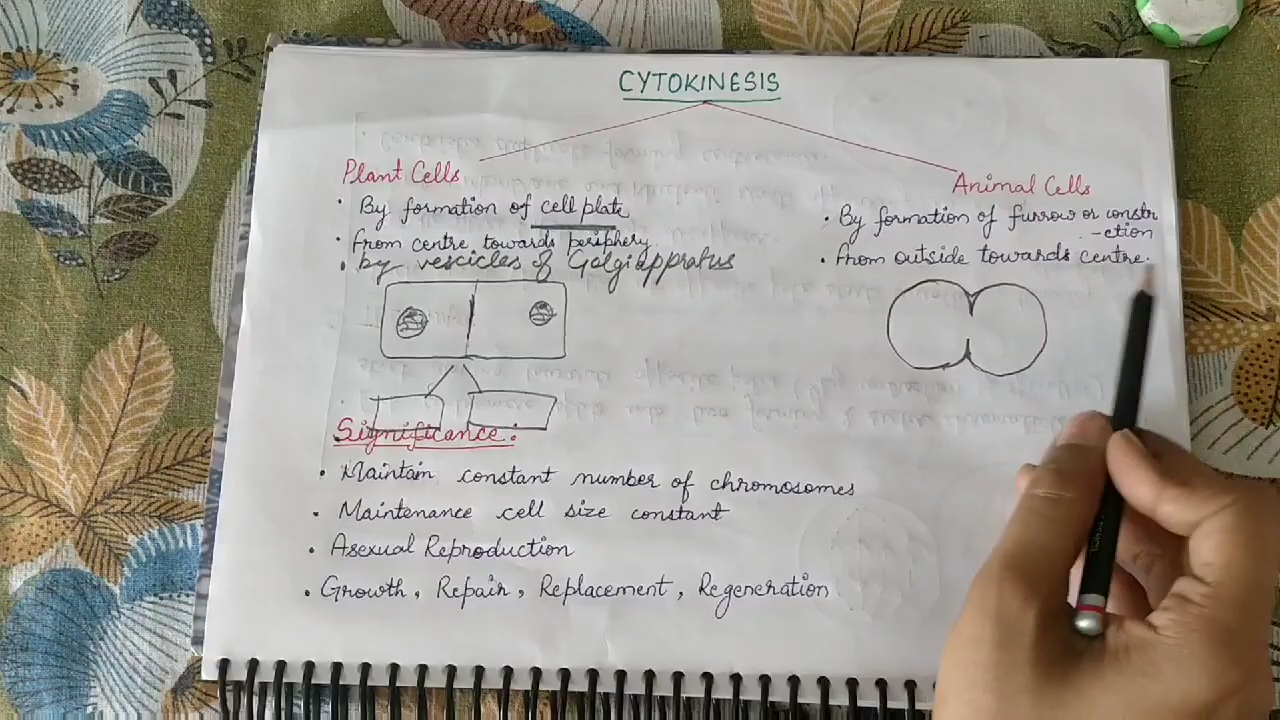 CYTOKINESIS
Plant Cells
· By formation of cell plate
· From centre towards periphery.
· by vescicles of Golgi appratus
Animal Cells
· By formation of furrow or constr
-ction
· From outside towards centre.
Significance:
· Maintain constant number of chromosomes
· Maintenance cell size constant
· Asexual Reproduction
· Growth, Repair, Replacement, Regeneration